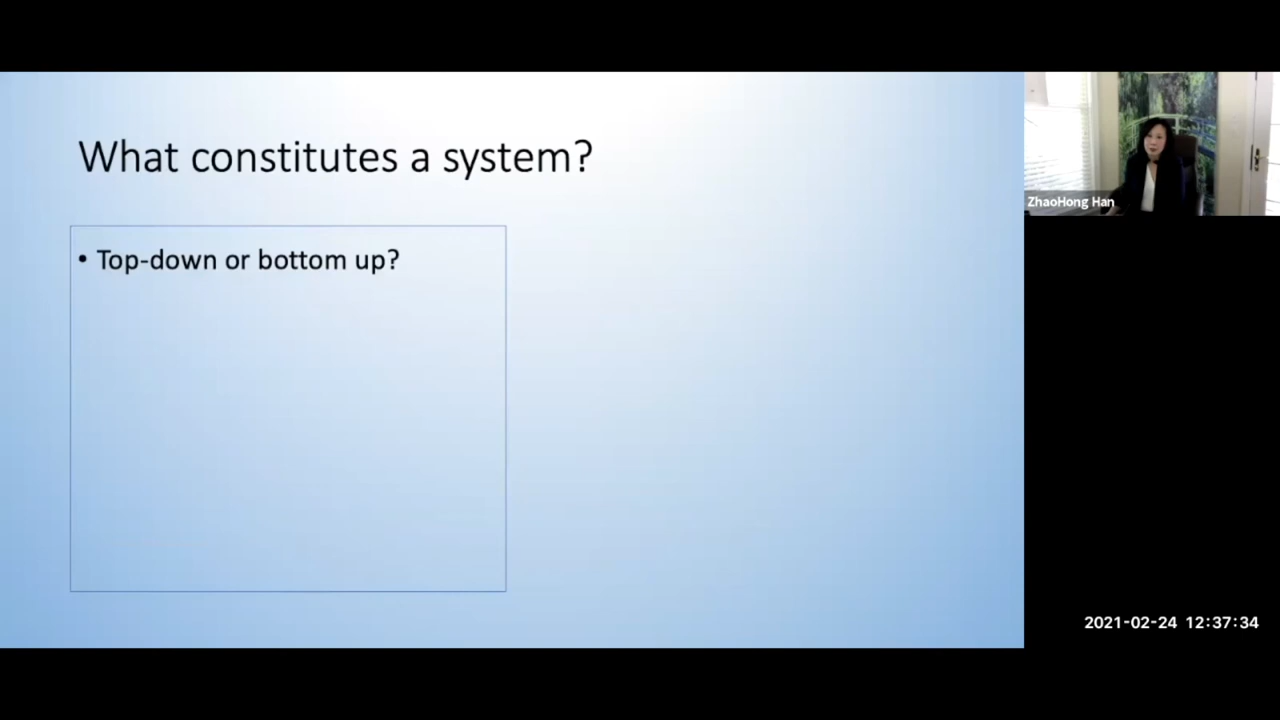 What constitutes a system?
• Top-down or bottom up?
ZhaoHong Han
2021-02-24 12:37:34